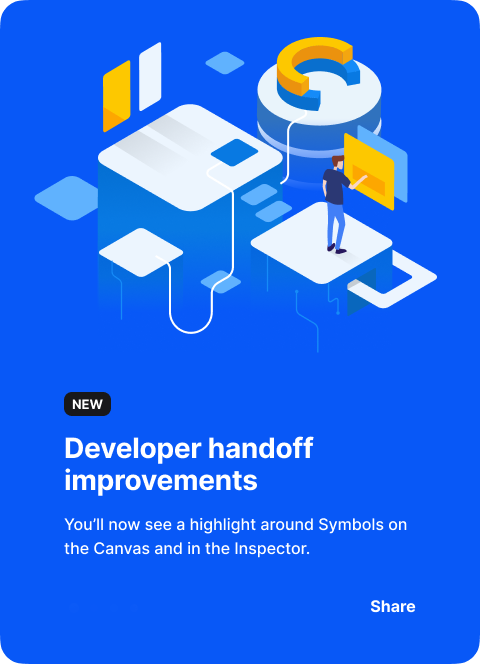 NEW
Developer handoff
improvements
You’ll now see a highlight around Symbols on
the Canvas and in the Inspector.
Share